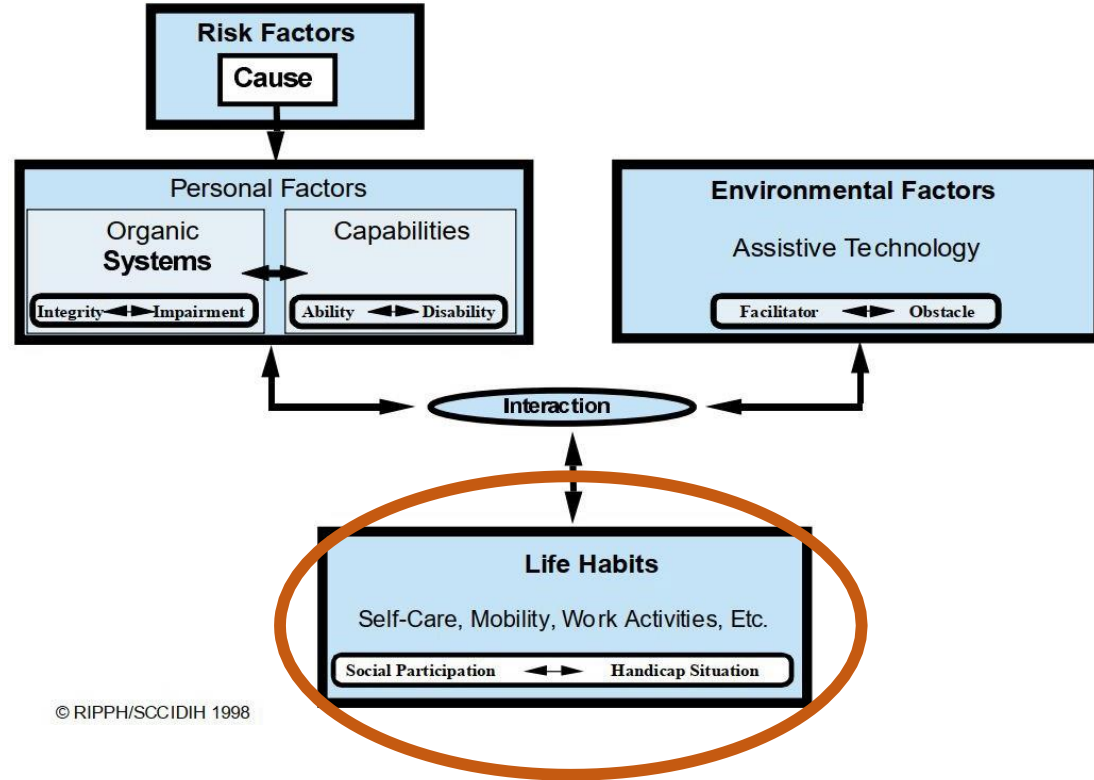 Risk Factors
Cause
Personal Factors
Organic
Systems
Integrity
Impairment
Capabilities
Ability
Disability
Environmental Factors
Assistive Technology
Facilitator
Obstacle
Interaction
Life Habits
Self-Care, Mobility, Work Activities, Etc.
Social Participation
Handicap Situation
© RIPPH/SCCIDIH 1998